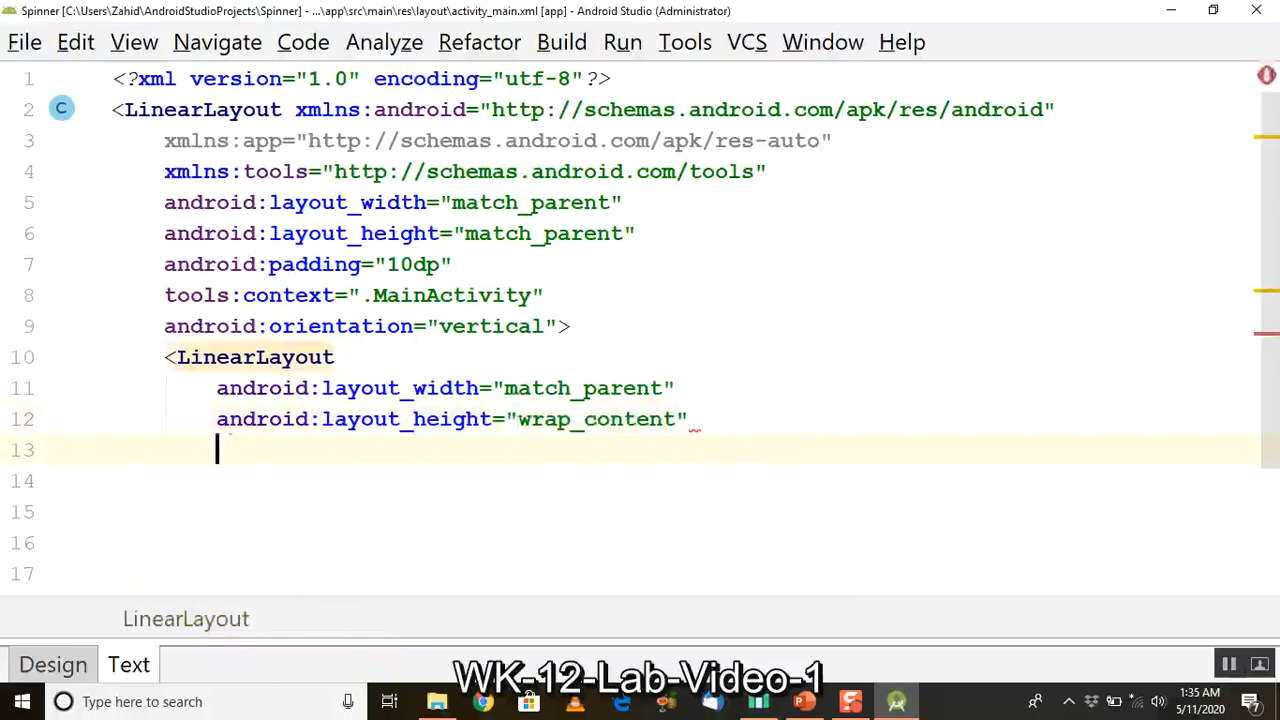 Spinner [C:\Users\Zahid\AndroidStudioProjects\Spinner] - ...\app\src\main\res\layout\activity_main.xml [app] - Android Studio (Administrator)
File Edit View Navigate Code Analyze Refactor Build Run Tools VCS Window Help
1 <?xml version="1.0" encoding="utf-8"?>
2 C <LinearLayout xmlns:android="http://schemas.android.com/apk/res/android"
3 xmlns:app="http://schemas.android.com/apk/res-auto"
4 xmlns:tools="http://schemas.android.com/tools"
5 android:layout_width="match_parent"
6 android:layout_height="match_parent"
7 android:padding="10dp"
8 tools:context=".MainActivity"
9 android:orientation="vertical">
10 <LinearLayout
11 android:layout_width="match_parent"
12 android:layout_height="wrap_content"
13
14
15
16
17
LinearLayout
Design Text
WK-12-Lab-Video-1
Type here to search
1:35 AM
5/11/2020
7